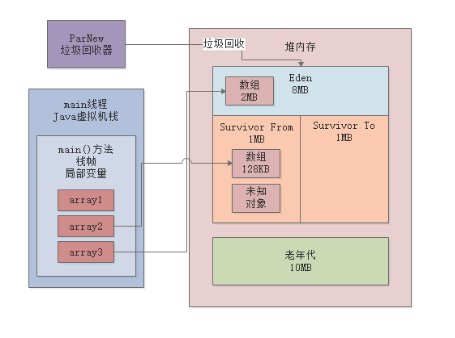 ParNew
垃圾回收器
垃圾回收
堆内存
Eden
8MB
数组
2MB
main线程
Java虚拟机栈
main()方法
栈帧
局部变量
array1
array2
array3
Survivor From
1MB
数组
128KB
未知
对象
Survivor To
1MB
老年代
10MB